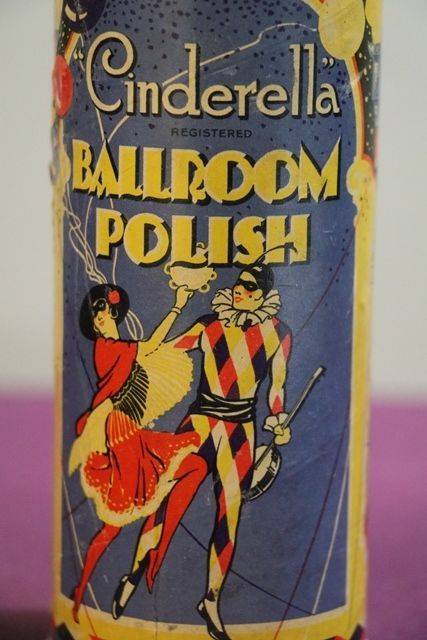 "Cinderella"
REGISTERED
BALLROOM
POLISH